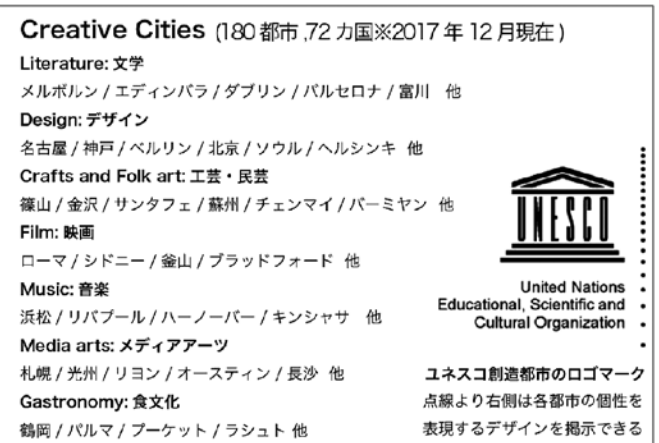 Creative Cities (180都市,72カ国※2017年12月現在)
Literature: 文学
メルボルン / エディンバラ / ダブリン / バルセロナ / 富川　他
Design: デザイン
名古屋 / 神戸 / ベルリン / 北京 / ソウル / ヘルシンキ 他
Crafts and Folk art: 工芸・民芸
篠山 / 金沢 / サンタフェ / 蘇州 / チェンマイ / バーミヤン 他
Film: 映画
ローマ / シドニー / 釜山 / ブラッドフォード 他
Music: 音楽
浜松 / リバプール / ハーノーバー / キンシャサ　他
Media arts: メディアアーツ
札幌 / 光州 / リヨン / オースティン / 長沙 他
Gastronomy: 食文化
鶴岡 / パルマ / プーケット / ラシュト 他
UNESCO
United Nations
Educational, Scientific and
Cultural Organization
ユネスコ創造都市のロゴマーク
点線より右側は各都市の個性を
表現するデザインを掲示できる